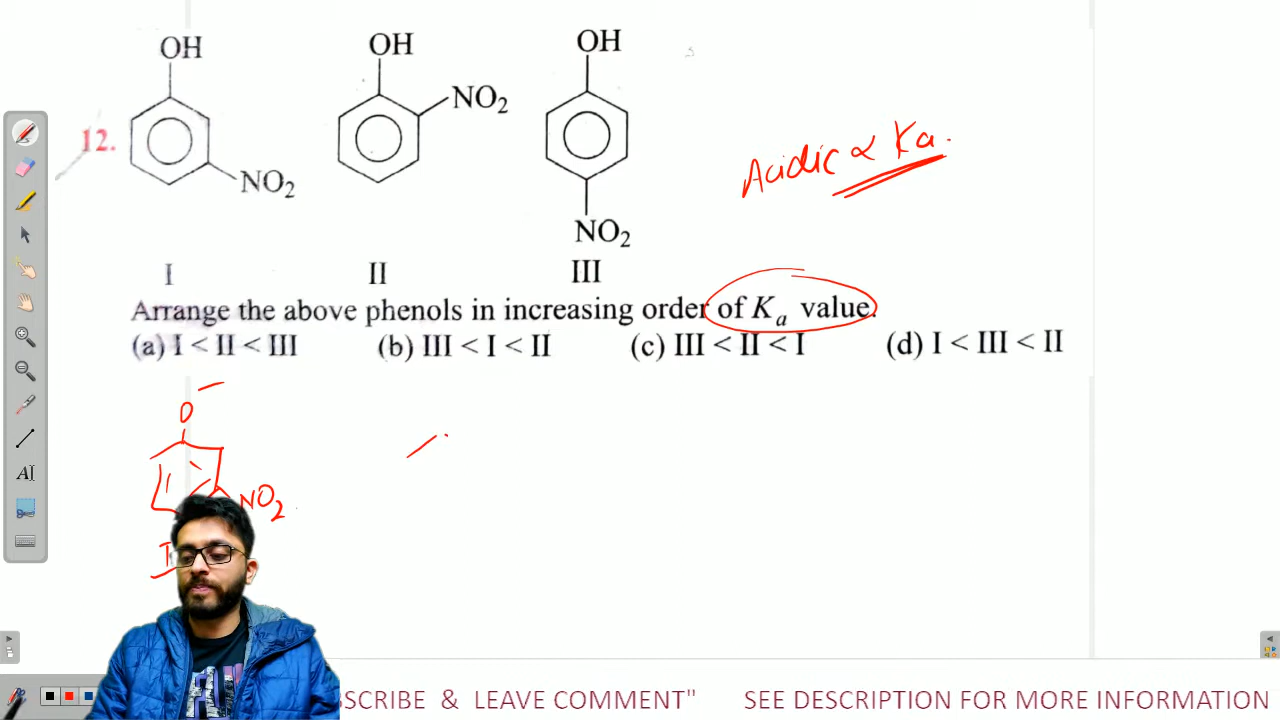 OH
OH
OH
12.
NO2
NO2
NO2
Acidic ∝ Ka.
I
II
III
Arrange the above phenols in increasing order of Ka value.
(a) I < II < III
(b) III < I < II
(c) III < II < I
(d) I < III < II
O−
NO2
I
AI
SCRIBE & LEAVE COMMENT"
SEE DESCRIPTION FOR MORE INFORMATION